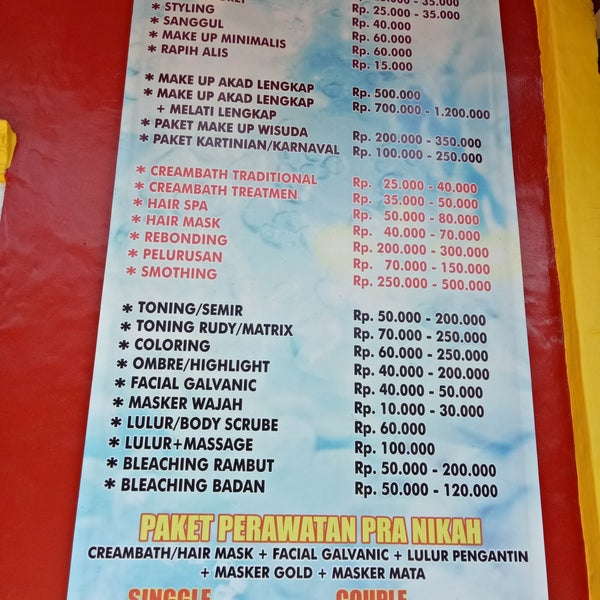 * STYLING Rp. 25.000 - 35.000
* SANGGUL Rp. 40.000
* MAKE UP MINIMALIS Rp. 60.000
* RAPIH ALIS Rp. 60.000
Rp. 15.000
* MAKE UP AKAD LENGKAP Rp. 500.000
* MAKE UP AKAD LENGKAP Rp. 700.000 - 1.200.000
+ MELATI LENGKAP
* PAKET MAKE UP WISUDA Rp. 200.000 - 350.000
* PAKET KARTINIAN/KARNAVAL Rp. 100.000 - 250.000
* CREAMBATH TRADITIONAL Rp. 25.000 - 40.000
* CREAMBATH TREATMEN Rp. 35.000 - 50.000
* HAIR SPA Rp. 50.000 - 80.000
* HAIR MASK Rp. 40.000 - 70.000
* REBONDING Rp. 200.000 - 300.000
* PELURUSAN Rp. 70.000 - 150.000
* SMOTHING Rp. 250.000 - 500.000
* TONING/SEMIR Rp. 50.000 - 200.000
* TONING RUDY/MATRIX Rp. 70.000 - 250.000
* COLORING Rp. 60.000 - 250.000
* OMBRE/HIGHLIGHT Rp. 40.000 - 200.000
* FACIAL GALVANIC Rp. 40.000 - 50.000
* MASKER WAJAH Rp. 10.000 - 30.000
* LULUR/BODY SCRUBE Rp. 60.000
* LULUR+MASSAGE Rp. 100.000
* BLEACHING RAMBUT Rp. 50.000 - 200.000
* BLEACHING BADAN Rp. 50.000 - 120.000
PAKET PERAWATAN PRA NIKAH
CREAMBATH/HAIR MASK + FACIAL GALVANIC + LULUR PENGANTIN
+ MASKER GOLD + MASKER MATA
SINGGLE COUPLE